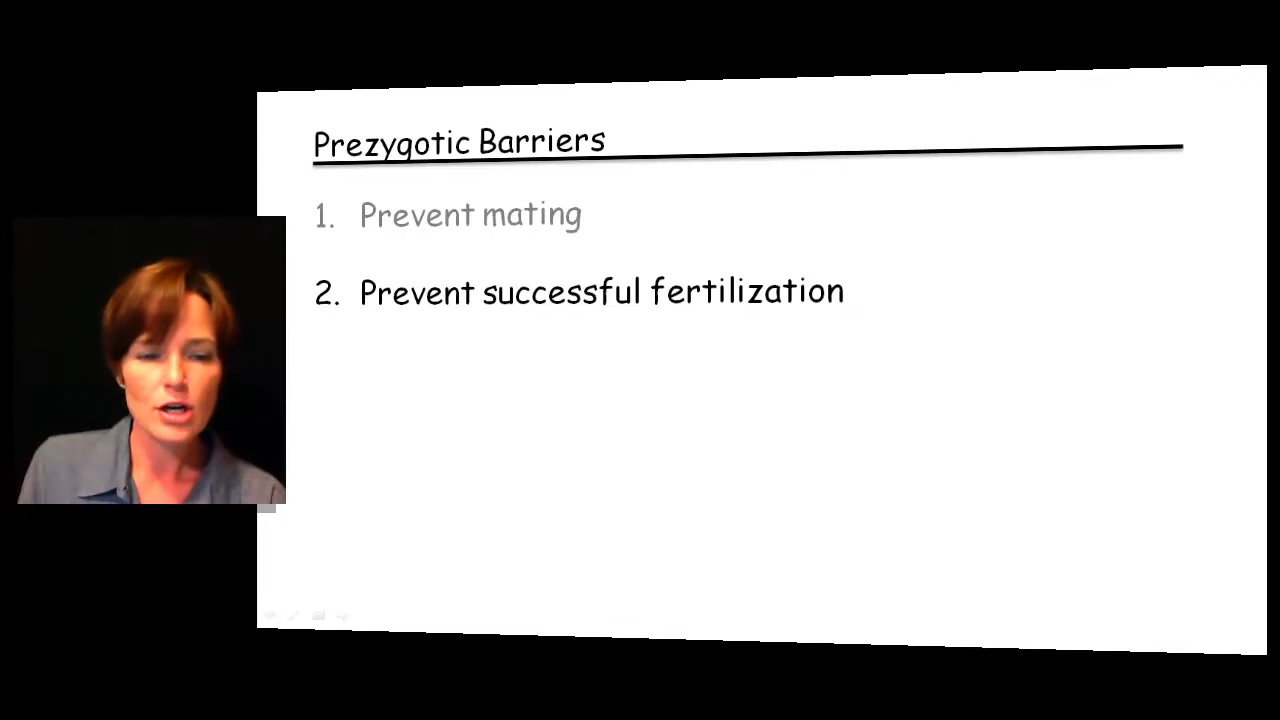 Prezygotic Barriers
1. Prevent mating
2. Prevent successful fertilization